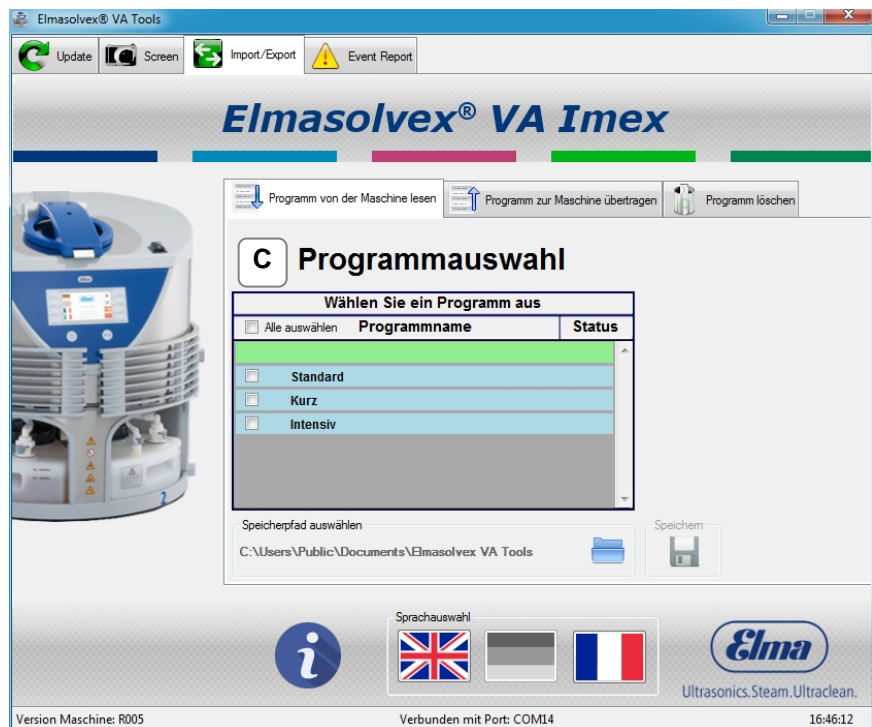 Elmasolvex® VA Tools
X
Update Screen Import/Export Event Report
Elmasolvex® VA Imex
Programm von der Maschine lesen Programm zur Maschine übertragen Programm löschen
C Programmauswahl
Wählen Sie ein Programm aus
Alle auswählen Programmname Status
Standard
Kurz
Intensiv
Speicherpfad auswählen Speichern
C:\Users\Public\Documents\Elmasolvex VA Tools
2
Sprachauswahl
i
Elma
Ultrasonics.Steam.Ultraclean.
Version Maschine: R005 Verbunden mit Port: COM14 16:46:12